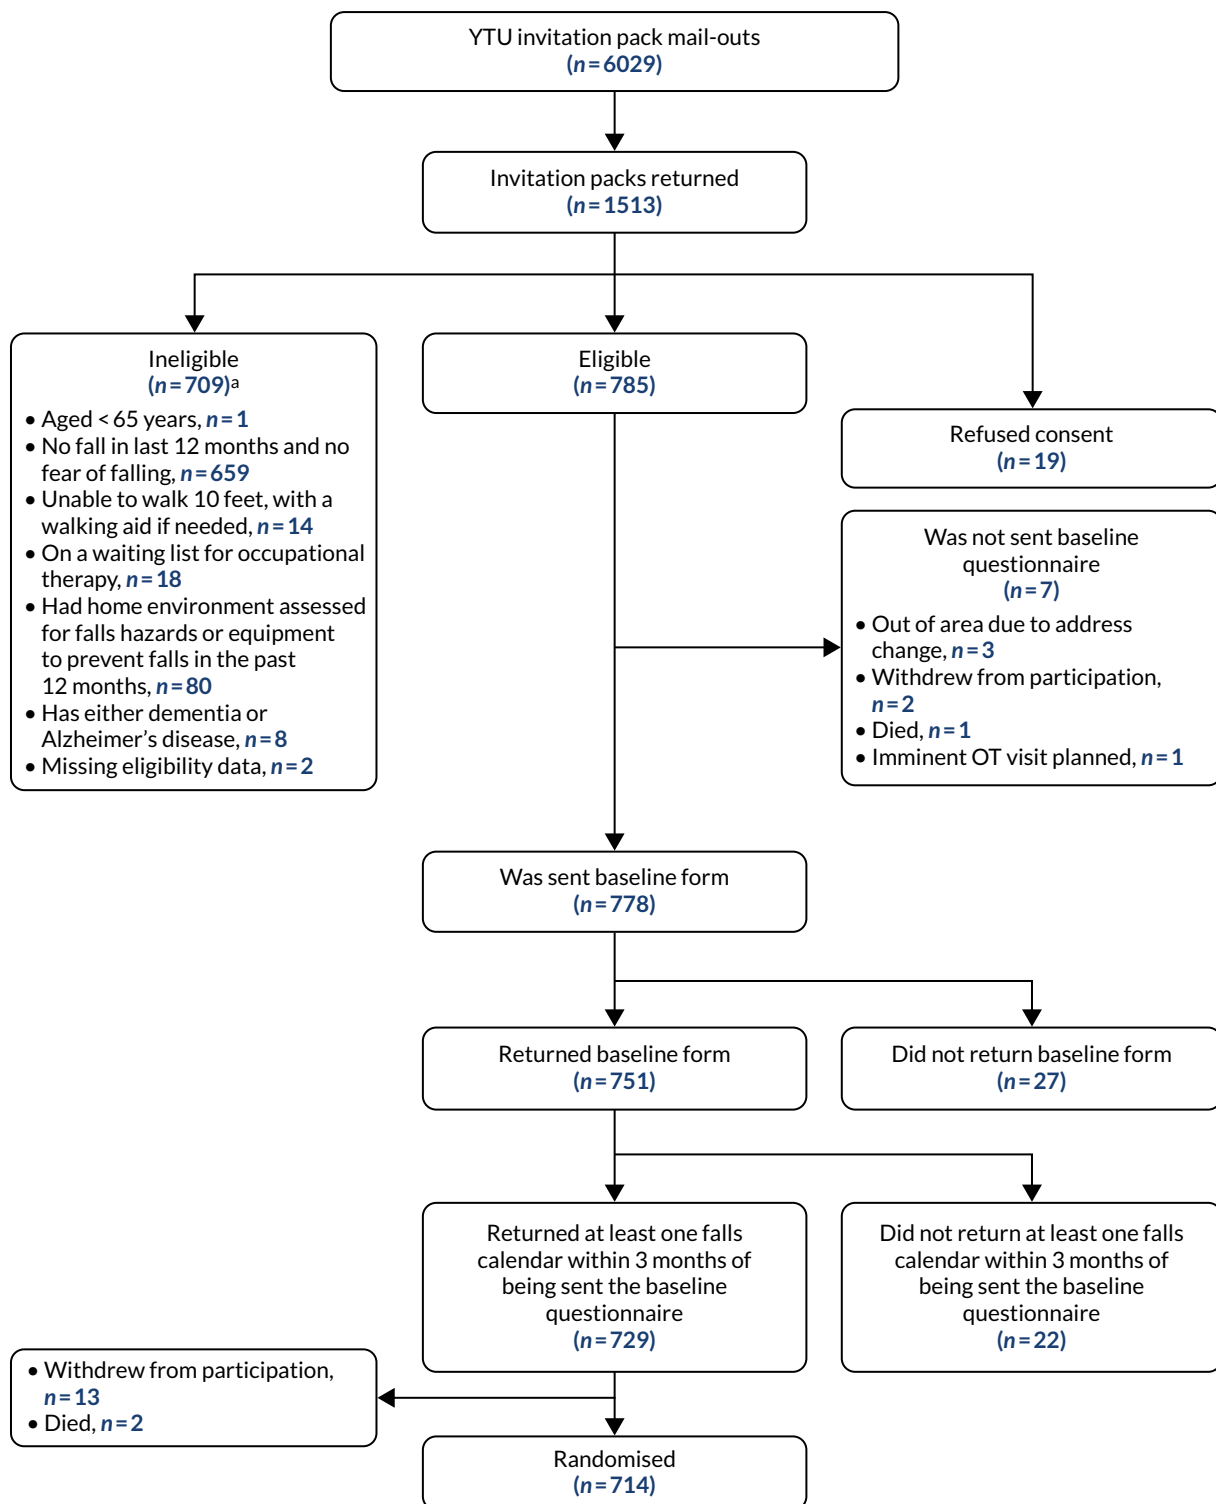 YTU invitation pack mail-outs
(n=6029)
Invitation packs returned
(n=1513)
Ineligible
(n=709)a
• Aged < 65 years, n=1
• No fall in last 12 months and no
fear of falling, n=659
• Unable to walk 10 feet, with a
walking aid if needed, n=14
• On a waiting list for occupational
therapy, n=18
• Had home environment assessed
for falls hazards or equipment
to prevent falls in the past
12 months, n=80
• Has either dementia or
Alzheimer’s disease, n=8
• Missing eligibility data, n=2
Eligible
(n=785)
Refused consent
(n=19)
Was not sent baseline
questionnaire
(n=7)
• Out of area due to address
change, n=3
• Withdrew from participation,
n=2
• Died, n=1
• Imminent OT visit planned, n=1
Was sent baseline form
(n=778)
Returned baseline form
(n=751)
Did not return baseline form
(n=27)
Returned at least one falls
calendar within 3 months of
being sent the baseline
questionnaire
(n=729)
Did not return at least one falls
calendar within 3 months of
being sent the baseline
questionnaire
(n=22)
• Withdrew from participation,
n=13
• Died, n=2
Randomised
(n=714)